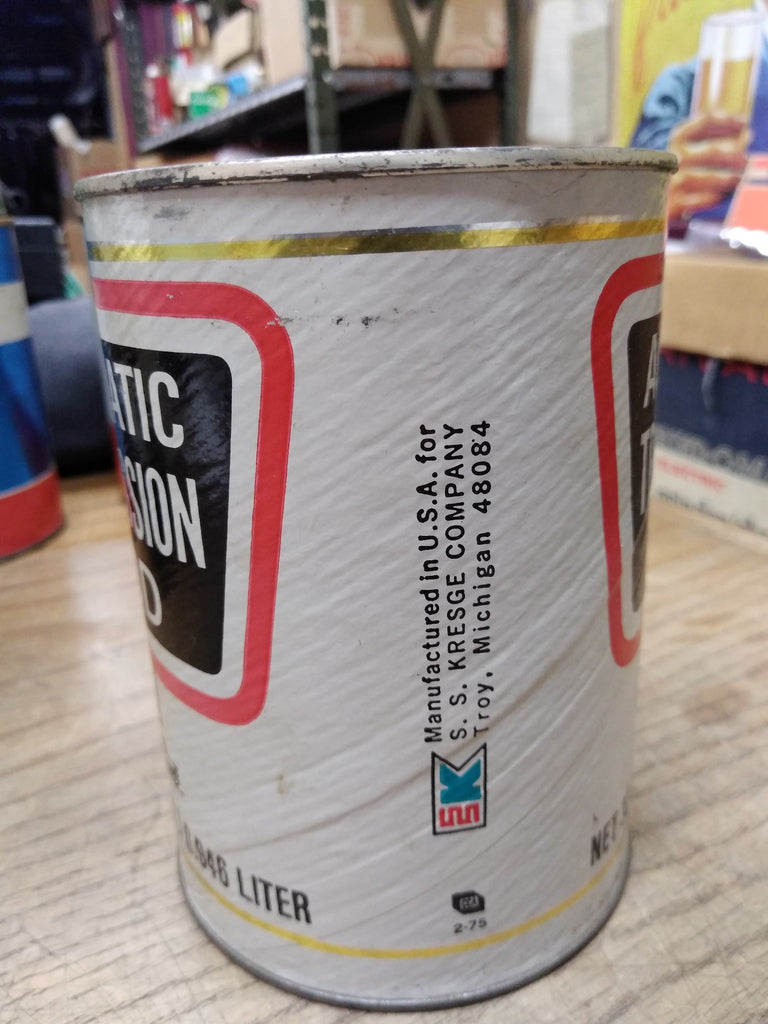 ATIC
SION
D
0.946 LITER
Manufactured in U.S.A. for
S. S. KRESGE COMPANY
Troy, Michigan 48084
SK
2-75
A
T
NET